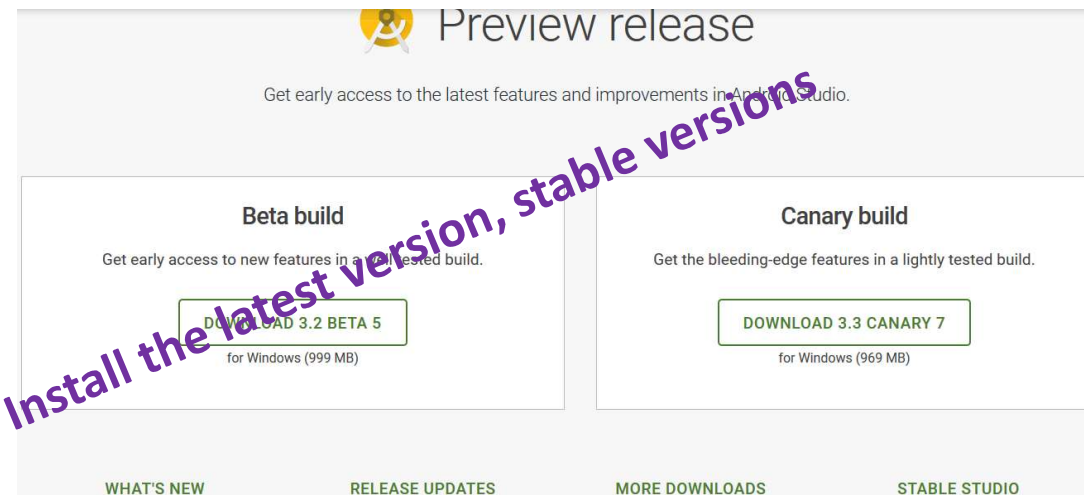 Preview release
Get early access to the latest features and improvements in Android Studio.
Install the latest version, stable versions
Beta build
Get early access to new features in a well tested build.
DOWNLOAD 3.2 BETA 5
for Windows (999 MB)
Canary build
Get the bleeding-edge features in a lightly tested build.
DOWNLOAD 3.3 CANARY 7
for Windows (969 MB)
WHAT'S NEW
RELEASE UPDATES
MORE DOWNLOADS
STABLE STUDIO